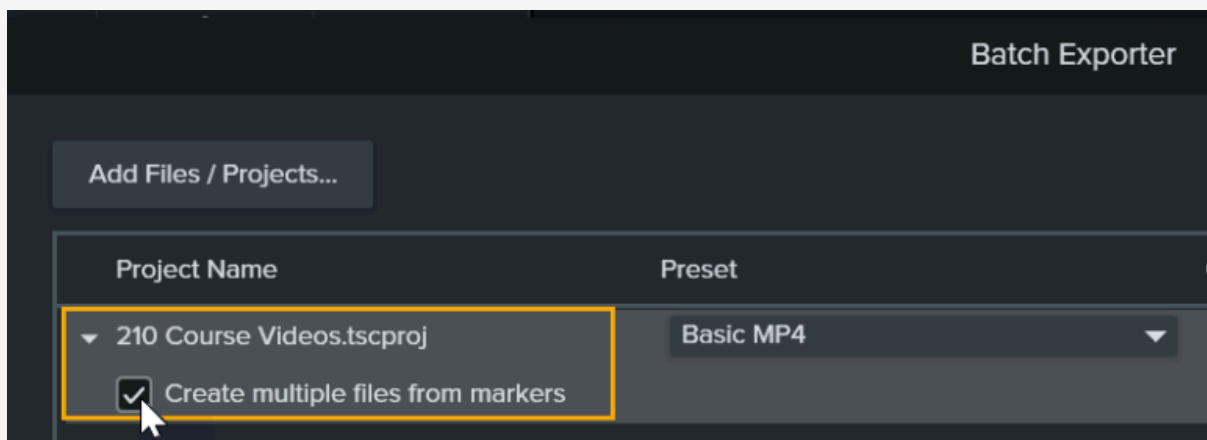 Batch Exporter
Add Files / Projects...
Project Name Preset
210 Course Videos.tscproj Basic MP4
Create multiple files from markers